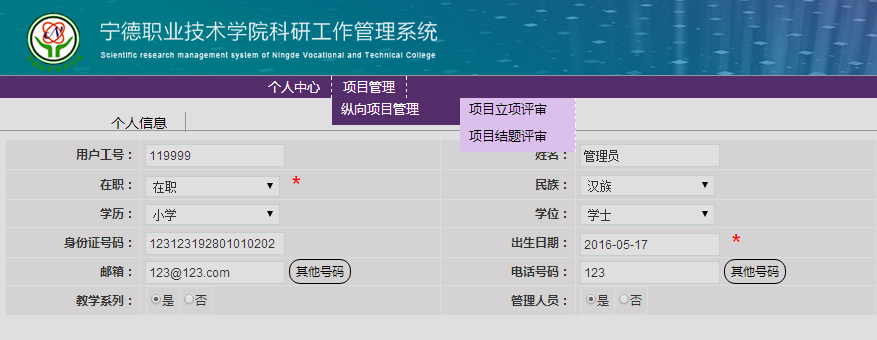 宁德职业技术学院科研工作管理系统
Scientific research management system of Ningde Vocational and Technical College
个人中心 项目管理
纵向项目管理 项目立项评审
项目结题评审
个人信息
用户工号: 119999 姓名: 管理员
在职: 在职 * 民族: 汉族
学历: 小学 学位: 学士
身份证号码: 123123192801010202 出生日期: 2016-05-17 *
邮箱: 123@123.com 其他号码 电话号码: 123 其他号码
教学系列: 是 否 管理人员: 是 否